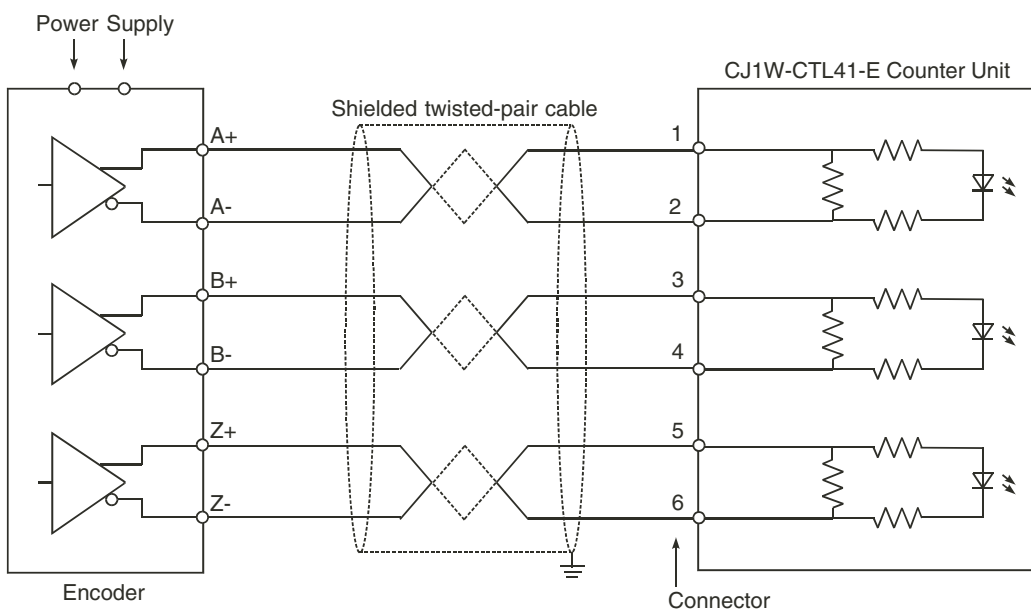 Power Supply
CJ1W-CTL41-E Counter Unit
Shielded twisted-pair cable
A+
1
A-
2
B+
3
B-
4
Z+
5
Z-
6
Encoder
Connector